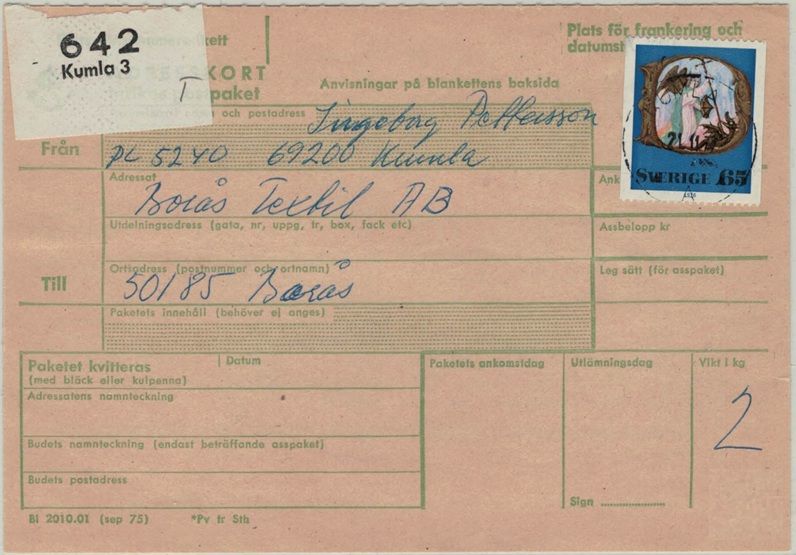 642
Kumla 3
Plats för frankering och
datumst
KORT
paket
Anvisningar på blankettens baksida
och postadress
T
Från
Ingeborg Pettersson
PL 5240 69200 Kumla
Adressat
Borås Textil AB
Utdelningsadress (gata, nr, uppg, tr, box, fack etc)
Assbelopp kr
SVERIGE 65
Till
Ortsadress (postnummer och ortnamn)
50185 Borås
Leg sätt (för asspaket)
Paketets innehåll (behöver ej anges)
Paketet kvitteras
(med bläck eller kulpenna)
Datum
Paketets ankomstdag
Utlämningsdag
Vikt i kg
Adressatens namnteckning
2
Budets namnteckning (endast beträffande asspaket)
Budets postadress
Sign
Bl 2010.01 (sep 75) *Pv fr Sth